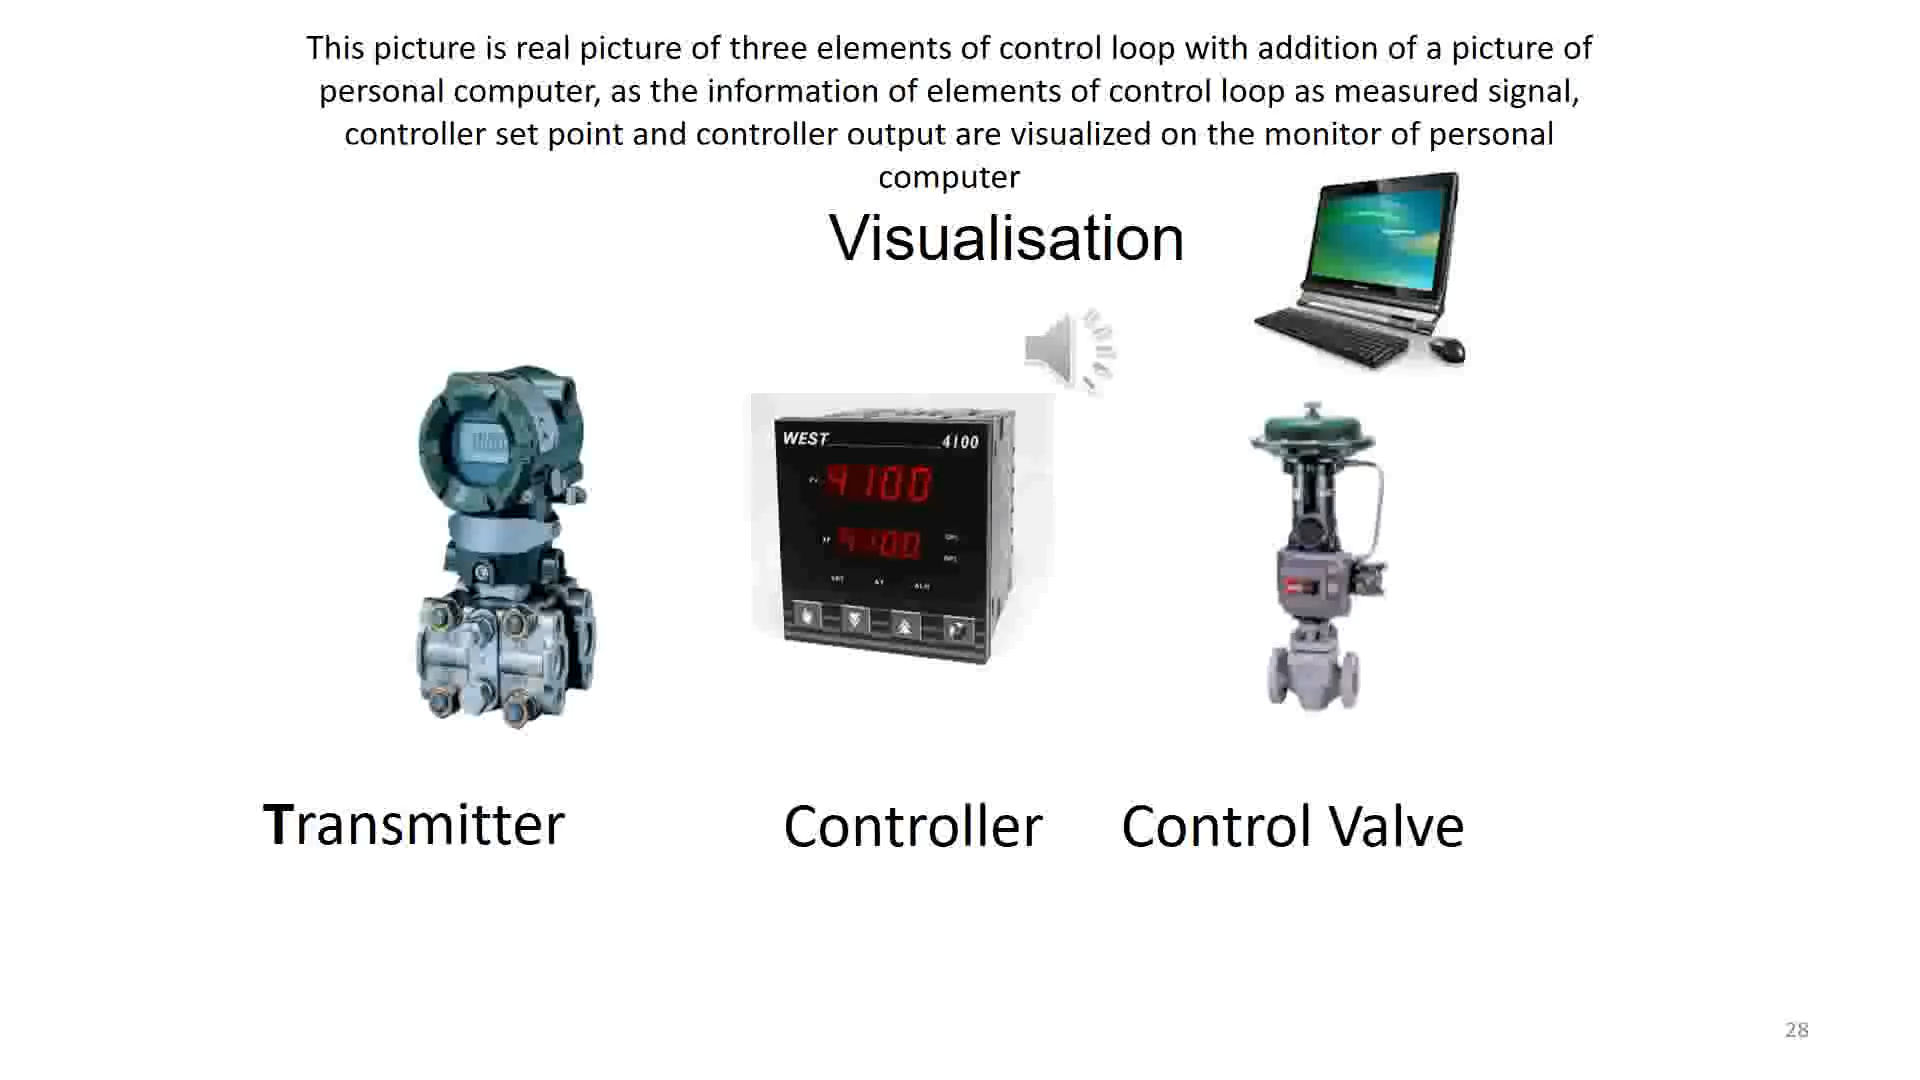 This picture is real picture of three elements of control loop with addition of a picture of
personal computer, as the information of elements of control loop as measured signal,
controller set point and controller output are visualized on the monitor of personal
computer
Visualisation
WEST 4100
4100
4100
Transmitter
Controller
Control Valve
28